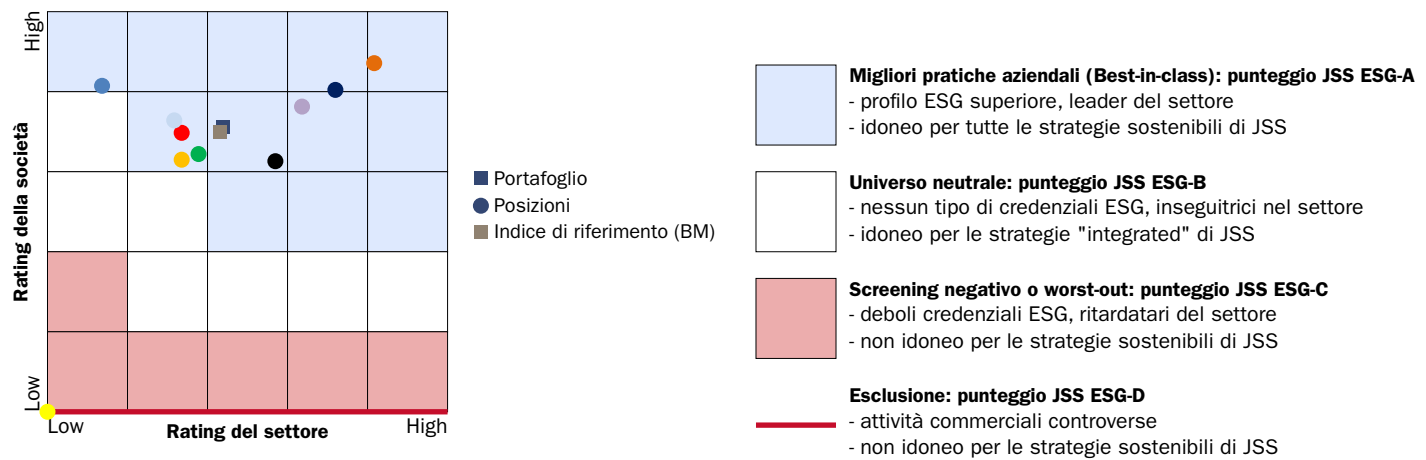 High
Rating della società
Low
Low
Rating del settore
High
Portafoglio
Posizioni
Indice di riferimento (BM)
Migliori pratiche aziendali (Best-in-class): punteggio JSS ESG-A
- profilo ESG superiore, leader del settore
- idoneo per tutte le strategie sostenibili di JSS
Universo neutrale: punteggio JSS ESG-B
- nessun tipo di credenziali ESG, inseguitrici nel settore
- idoneo per le strategie "integrated" di JSS
Screening negativo o worst-out: punteggio JSS ESG-C
- deboli credenziali ESG, ritardatari del settore
- non idoneo per le strategie sostenibili di JSS
Esclusione: punteggio JSS ESG-D
- attività commerciali controverse
- non idoneo per le strategie sostenibili di JSS